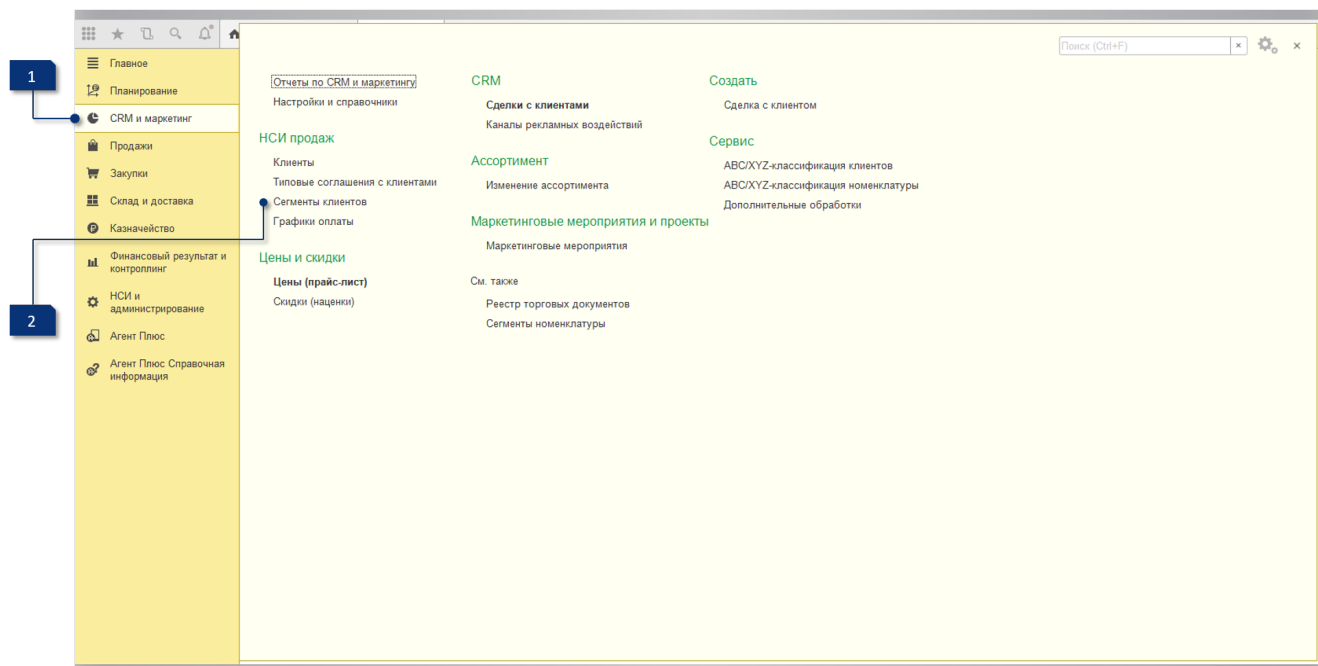 Поиск (Ctrl+F)
×
×
1
2
Главное
Планирование
CRM и маркетинг
Продажи
Закупки
Склад и доставка
Казначейство
Финансовый результат и
контроллинг
НСИ и
администрирование
Агент Плюс
Агент Плюс Справочная
информация
Отчеты по CRM и маркетингу
Настройки и справочники
НСИ продаж
Клиенты
Типовые соглашения с клиентами
Сегменты клиентов
Графики оплаты
Цены и скидки
Цены (прайс-лист)
Скидки (наценки)
CRM
Сделки с клиентами
Каналы рекламных воздействий
Ассортимент
Изменение ассортимента
Маркетинговые мероприятия и проекты
Маркетинговые мероприятия
См. также
Реестр торговых документов
Сегменты номенклатуры
Создать
Сделка с клиентом
Сервис
ABC/XYZ-классификация клиентов
ABC/XYZ-классификация номенклатуры
Дополнительные обработки